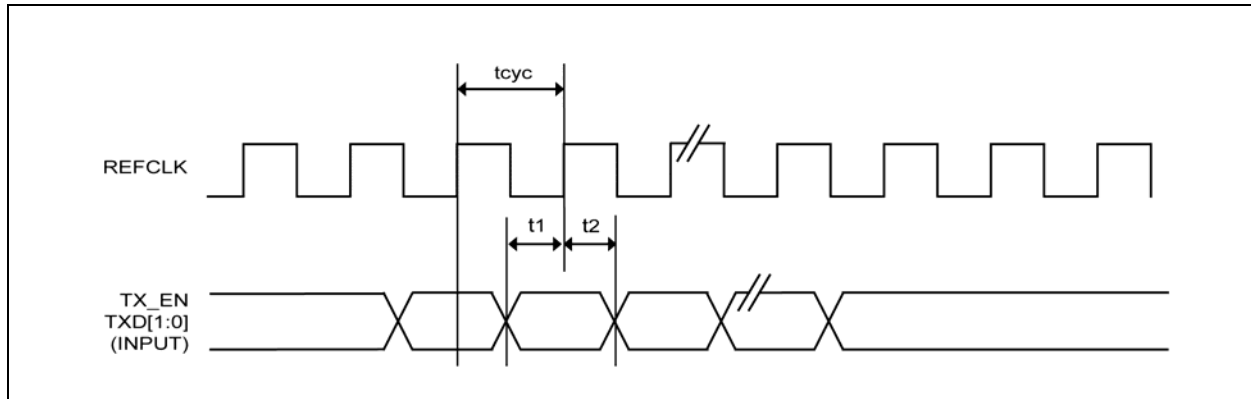 tcyc
REFCLK
t1
t2
TX_EN
TXD[1:0]
(INPUT)